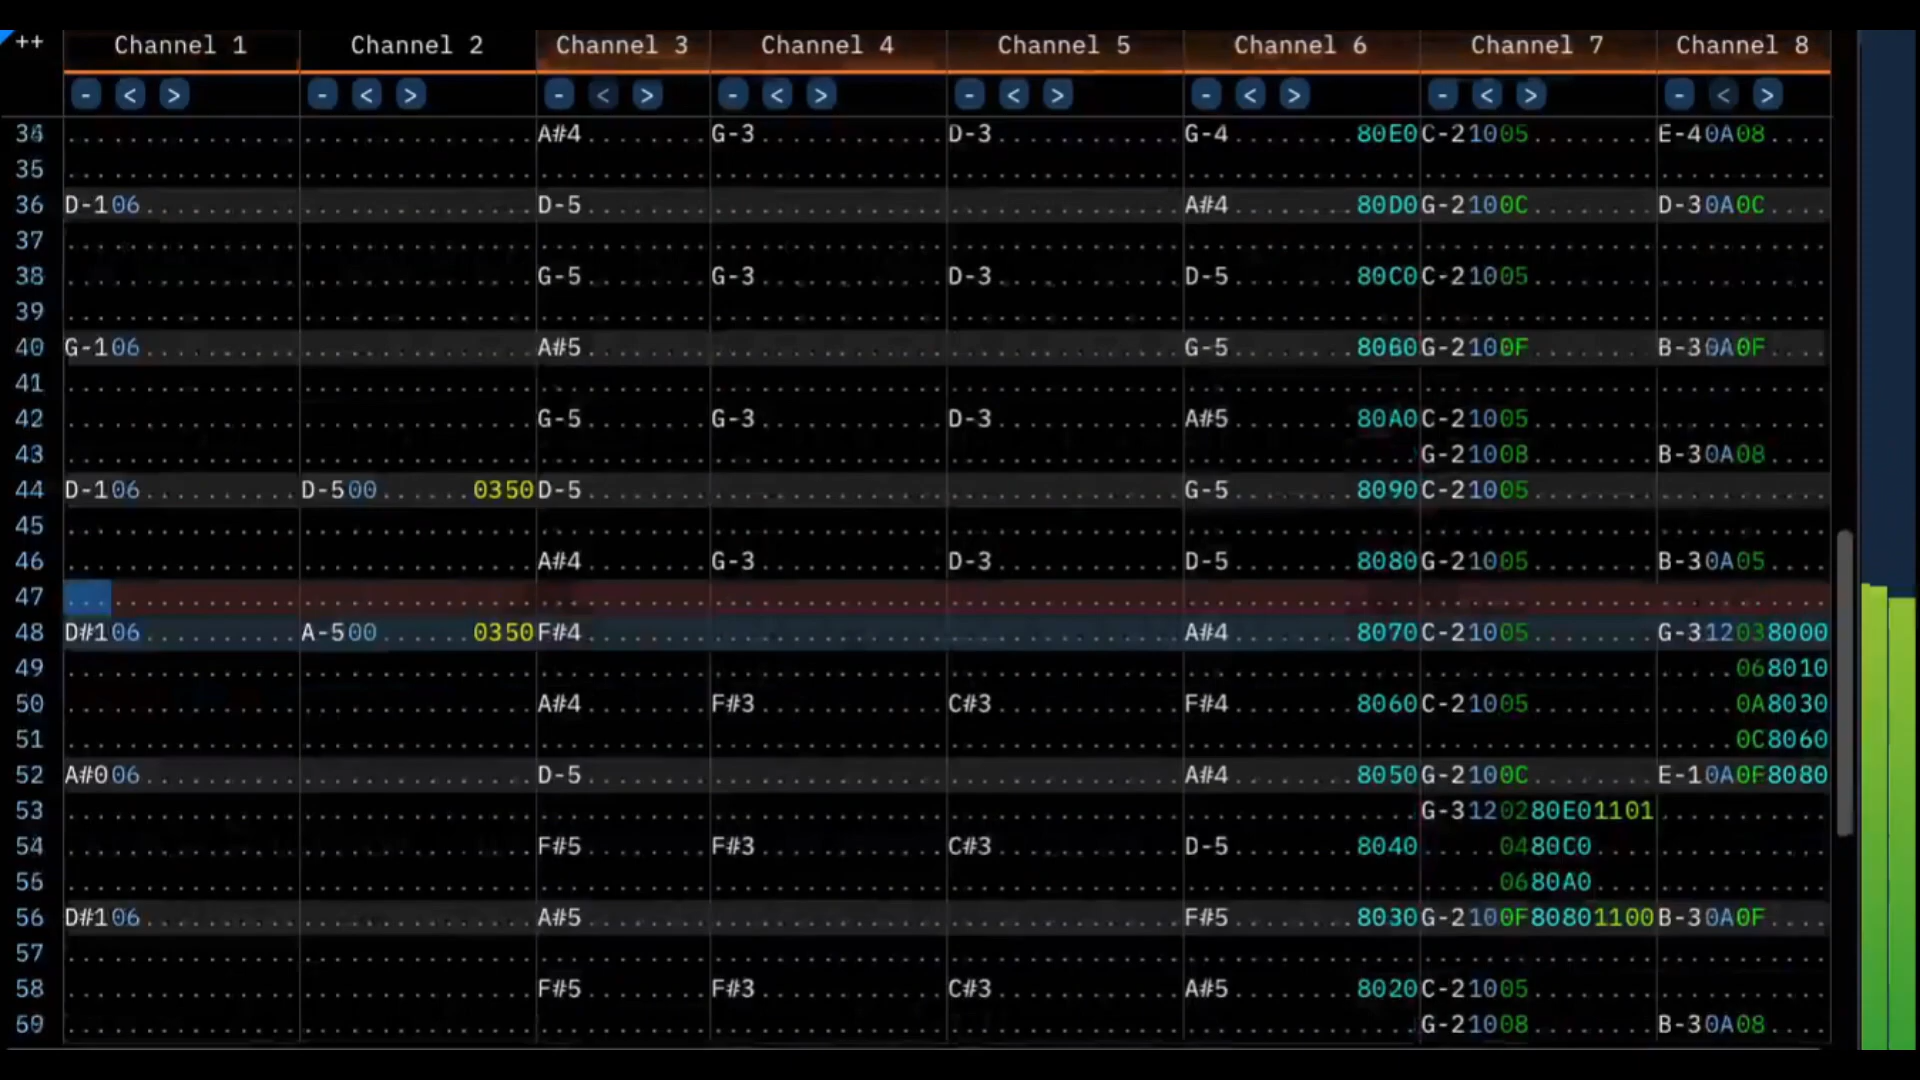 ++ Channel 1 Channel 2 Channel 3 Channel 4 Channel 5 Channel 6 Channel 7 Channel 8
- < > - < > - < > - < > - < > - < > - < > - < >
A#4 G-3 D-3 G-4 80E0 C-21005 E-40A08
35
36 D-106 D-5 A#4 80D0 G-2100C D-30A0C
37
38 G-5 G-3 D-3 D-5 80C0 C-21005
39
40 G-106 A#5 G-5 G-2100F B-30A0F
41
42 G-5 G-3 D-3 A#5 80A0 C-21005
43 G-21008 B-30A08
44 D-106 D-500 0350 D-5 G-5 8090 C-21005
45
46 A#4 G-3 D-3 D-5 8080 G-21005 B-30A05
47
48 D#106 A-500 0350 F#4 A#4 8070 C-21005 G-312038000
49 068010
50 A#4 F#3 C#3 F#4 8060 C-21005 0A8030
51 0C8060
52 A#006 D-5 A#4 8050 G-2100C E-10A0F8080
53 G-3120280E01101
54 F#5 F#3 C#3 D-5 8040 0480C0
55 0680A0
56 D#106 A#5 F#5 8030 G-2100F80801100 B-30A0F
57
58 F#5 F#3 C#3 A#5 8020 C-21005
G-21008 B-30A08